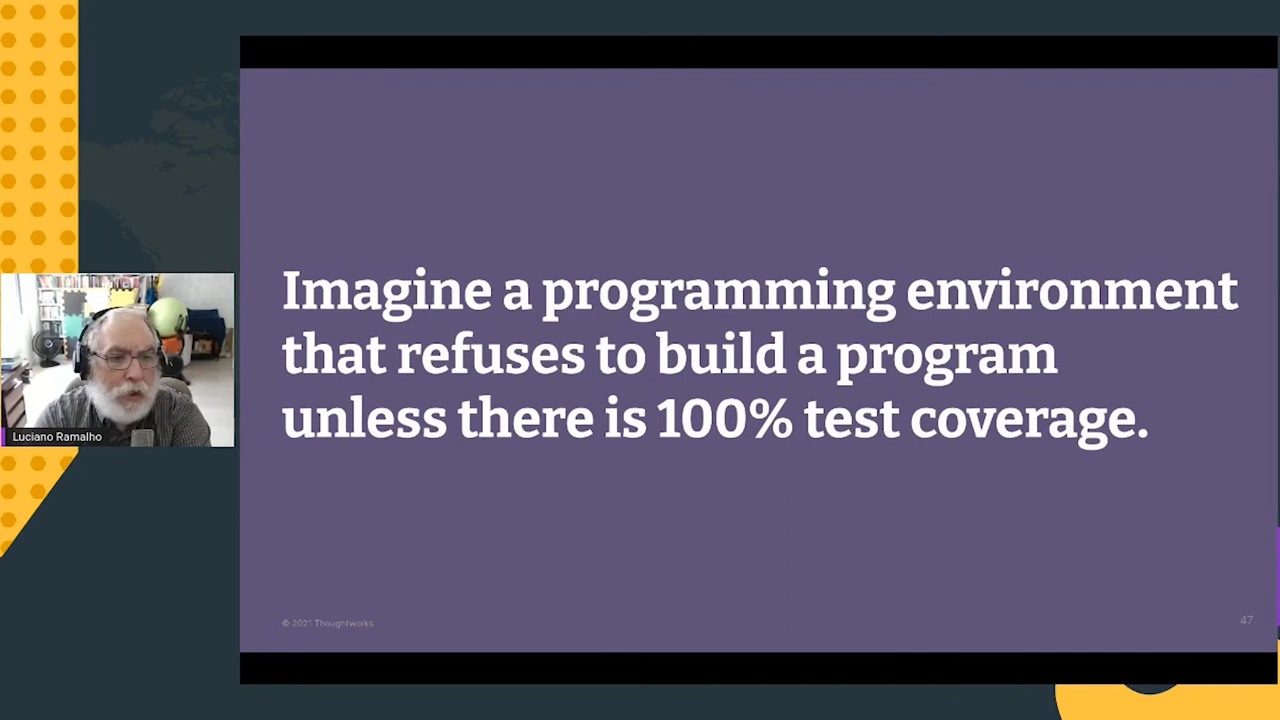 Imagine a programming environment
that refuses to build a program
unless there is 100% test coverage.
Luciano Ramalho
© 2021 Thoughtworks
47